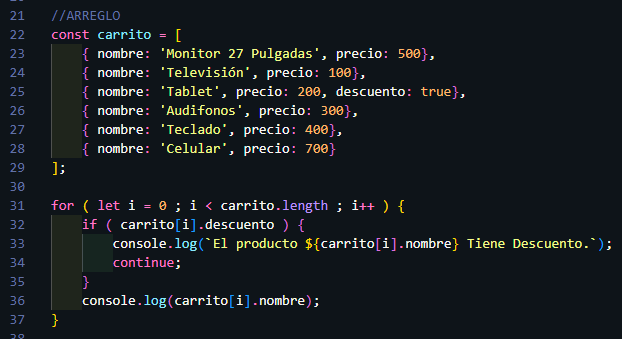 21 //ARREGLO
22 const carrito = [
23 { nombre: 'Monitor 27 Pulgadas', precio: 500},
24 { nombre: 'Televisión', precio: 100},
25 { nombre: 'Tablet', precio: 200, descuento: true},
26 { nombre: 'Audifonos', precio: 300},
27 { nombre: 'Teclado', precio: 400},
28 { nombre: 'Celular', precio: 700}
29 ];
30
31 for ( let i = 0 ; i < carrito.length ; i++ ) {
32 if ( carrito[i].descuento ) {
33 console.log(`El producto ${carrito[i].nombre} Tiene Descuento.`);
34 continue;
35 }
36 console.log(carrito[i].nombre);
37 }